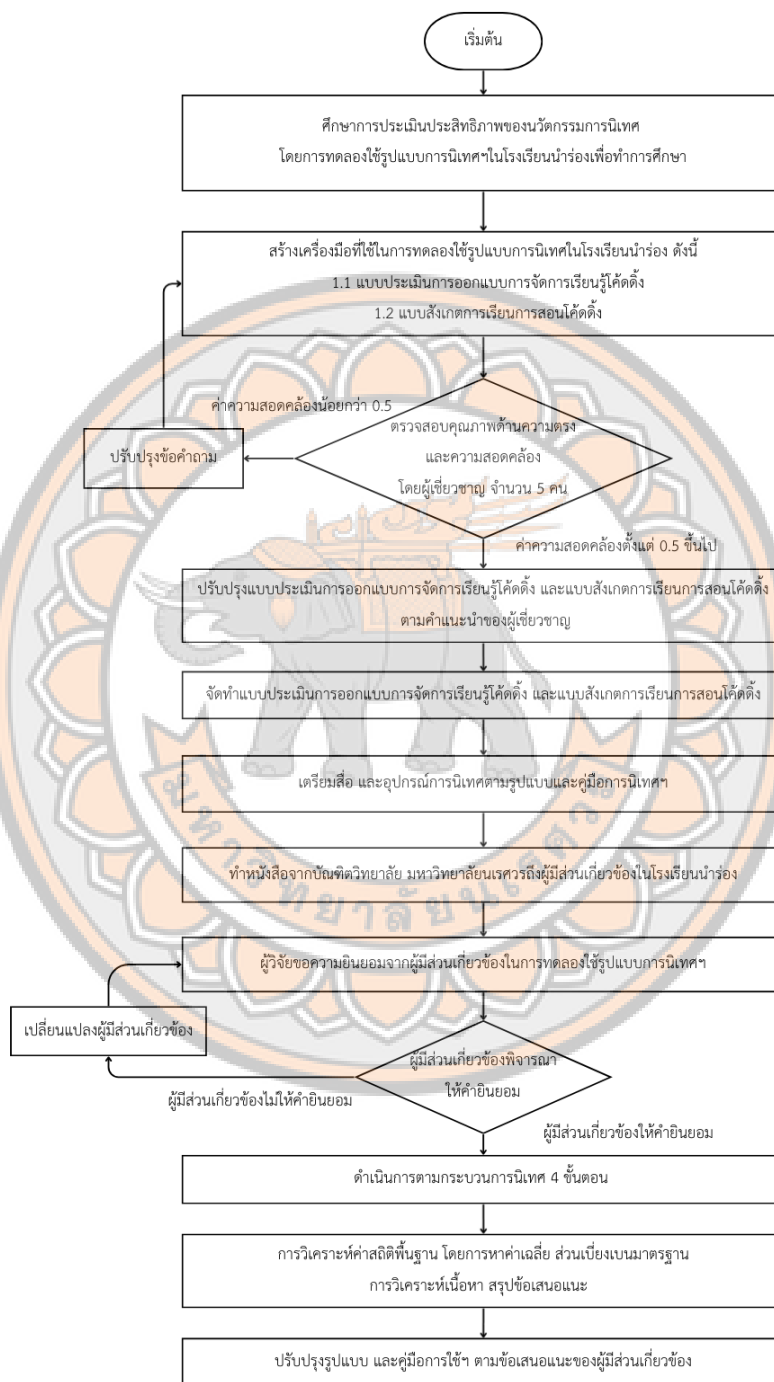 เริ่มต้น
ศึกษาการประเมินประสิทธิภาพของนวัตกรรมการนิเทศ
โดยการทดลองใช้รูปแบบการนิเทศฯในโรงเรียนนำร่องเพื่อทำการศึกษา
สร้างเครื่องมือที่ใช้ในการทดลองใช้รูปแบบการนิเทศในโรงเรียนนำร่อง ดังนี้
1.1 แบบประเมินการออกแบบการจัดการเรียนรู้โค้ดดิ้ง
1.2 แบบสังเกตการเรียนการสอนโค้ดดิ้ง
ค่าความสอดคล้องน้อยกว่า 0.5
ตรวจสอบคุณภาพด้านความตรง
และความสอดคล้อง
โดยผู้เชี่ยวชาญ จำนวน 5 คน
ปรับปรุงข้อคำถาม
ค่าความสอดคล้องตั้งแต่ 0.5 ขึ้นไป
ปรับปรุงแบบประเมินการออกแบบการจัดการเรียนรู้โค้ดดิ้ง และแบบสังเกตการเรียนการสอนโค้ดดิ้ง
ตามคำแนะนำของผู้เชี่ยวชาญ
จัดทำแบบประเมินการออกแบบการจัดการเรียนรู้โค้ดดิ้ง และแบบสังเกตการเรียนการสอนโค้ดดิ้ง
เตรียมสื่อ และอุปกรณ์การนิเทศตามรูปแบบและคู่มือการนิเทศฯ
ทำหนังสือจากบัณฑิตวิทยาลัย มหาวิทยาลัยนเรศวรถึงผู้มีส่วนเกี่ยวข้องในโรงเรียนนำร่อง
มหาวิทยาลัยนเรศวร
ผู้วิจัยขอความยินยอมจากผู้มีส่วนเกี่ยวข้องในการทดลองใช้รูปแบบการนิเทศฯ
เปลี่ยนแปลงผู้มีส่วนเกี่ยวข้อง
ผู้มีส่วนเกี่ยวข้องพิจารณา
ให้คำยินยอม
ผู้มีส่วนเกี่ยวข้องไม่ให้คำยินยอม
ผู้มีส่วนเกี่ยวข้องให้คำยินยอม
ดำเนินการตามกระบวนการนิเทศ 4 ขั้นตอน
การวิเคราะห์ค่าสถิติพื้นฐาน โดยการหาค่าเฉลี่ย ส่วนเบี่ยงเบนมาตรฐาน
การวิเคราะห์เนื้อหา สรุปข้อเสนอแนะ
ปรับปรุงรูปแบบ และคู่มือการใช้ฯ ตามข้อเสนอแนะของผู้มีส่วนเกี่ยวข้อง